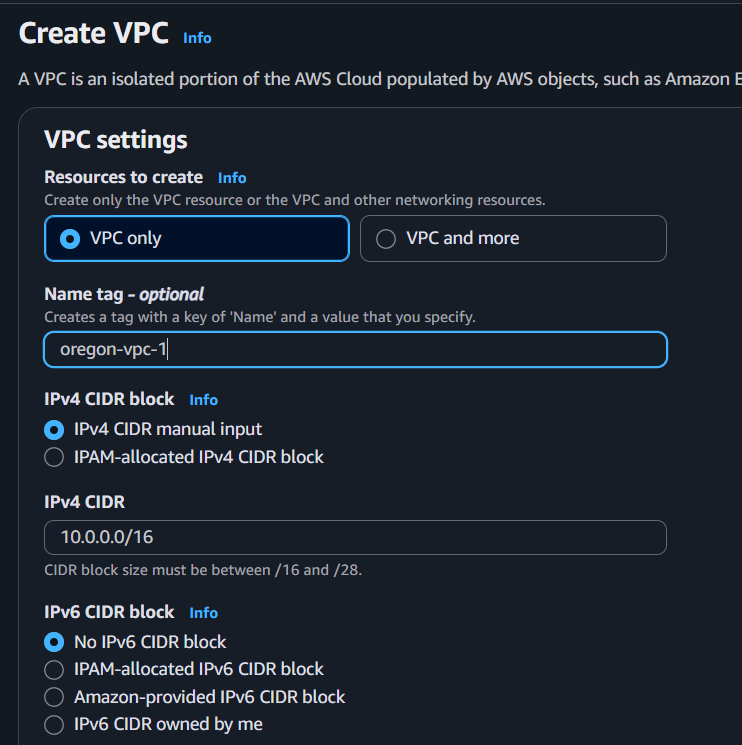 Create VPC Info
A VPC is an isolated portion of the AWS Cloud populated by AWS objects, such as Amazon E
VPC settings
Resources to create Info
Create only the VPC resource or the VPC and other networking resources.
VPC only
VPC and more
Name tag - optional
Creates a tag with a key of 'Name' and a value that you specify.
oregon-vpc-1
IPv4 CIDR block Info
IPv4 CIDR manual input
IPAM-allocated IPv4 CIDR block
IPv4 CIDR
10.0.0.0/16
CIDR block size must be between /16 and /28.
IPv6 CIDR block Info
No IPv6 CIDR block
IPAM-allocated IPv6 CIDR block
Amazon-provided IPv6 CIDR block
IPv6 CIDR owned by me